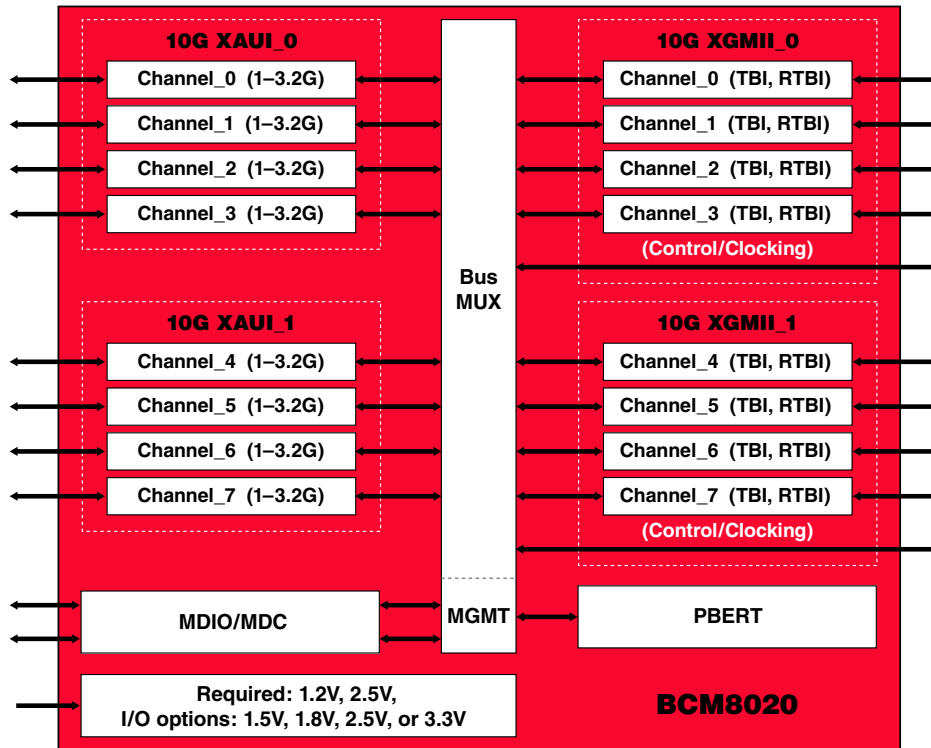 10G XAUI_0
Channel_0 (1–3.2G)
Channel_1 (1–3.2G)
Channel_2 (1–3.2G)
Channel_3 (1–3.2G)
10G XAUI_1
Channel_4 (1–3.2G)
Channel_5 (1–3.2G)
Channel_6 (1–3.2G)
Channel_7 (1–3.2G)
MDIO/MDC
Required: 1.2V, 2.5V,
I/O options: 1.5V, 1.8V, 2.5V, or 3.3V
Bus
MUX
MGMT
10G XGMII_0
Channel_0 (TBI, RTBI)
Channel_1 (TBI, RTBI)
Channel_2 (TBI, RTBI)
Channel_3 (TBI, RTBI)
(Control/Clocking)
10G XGMII_1
Channel_4 (TBI, RTBI)
Channel_5 (TBI, RTBI)
Channel_6 (TBI, RTBI)
Channel_7 (TBI, RTBI)
(Control/Clocking)
PBERT
BCM8020